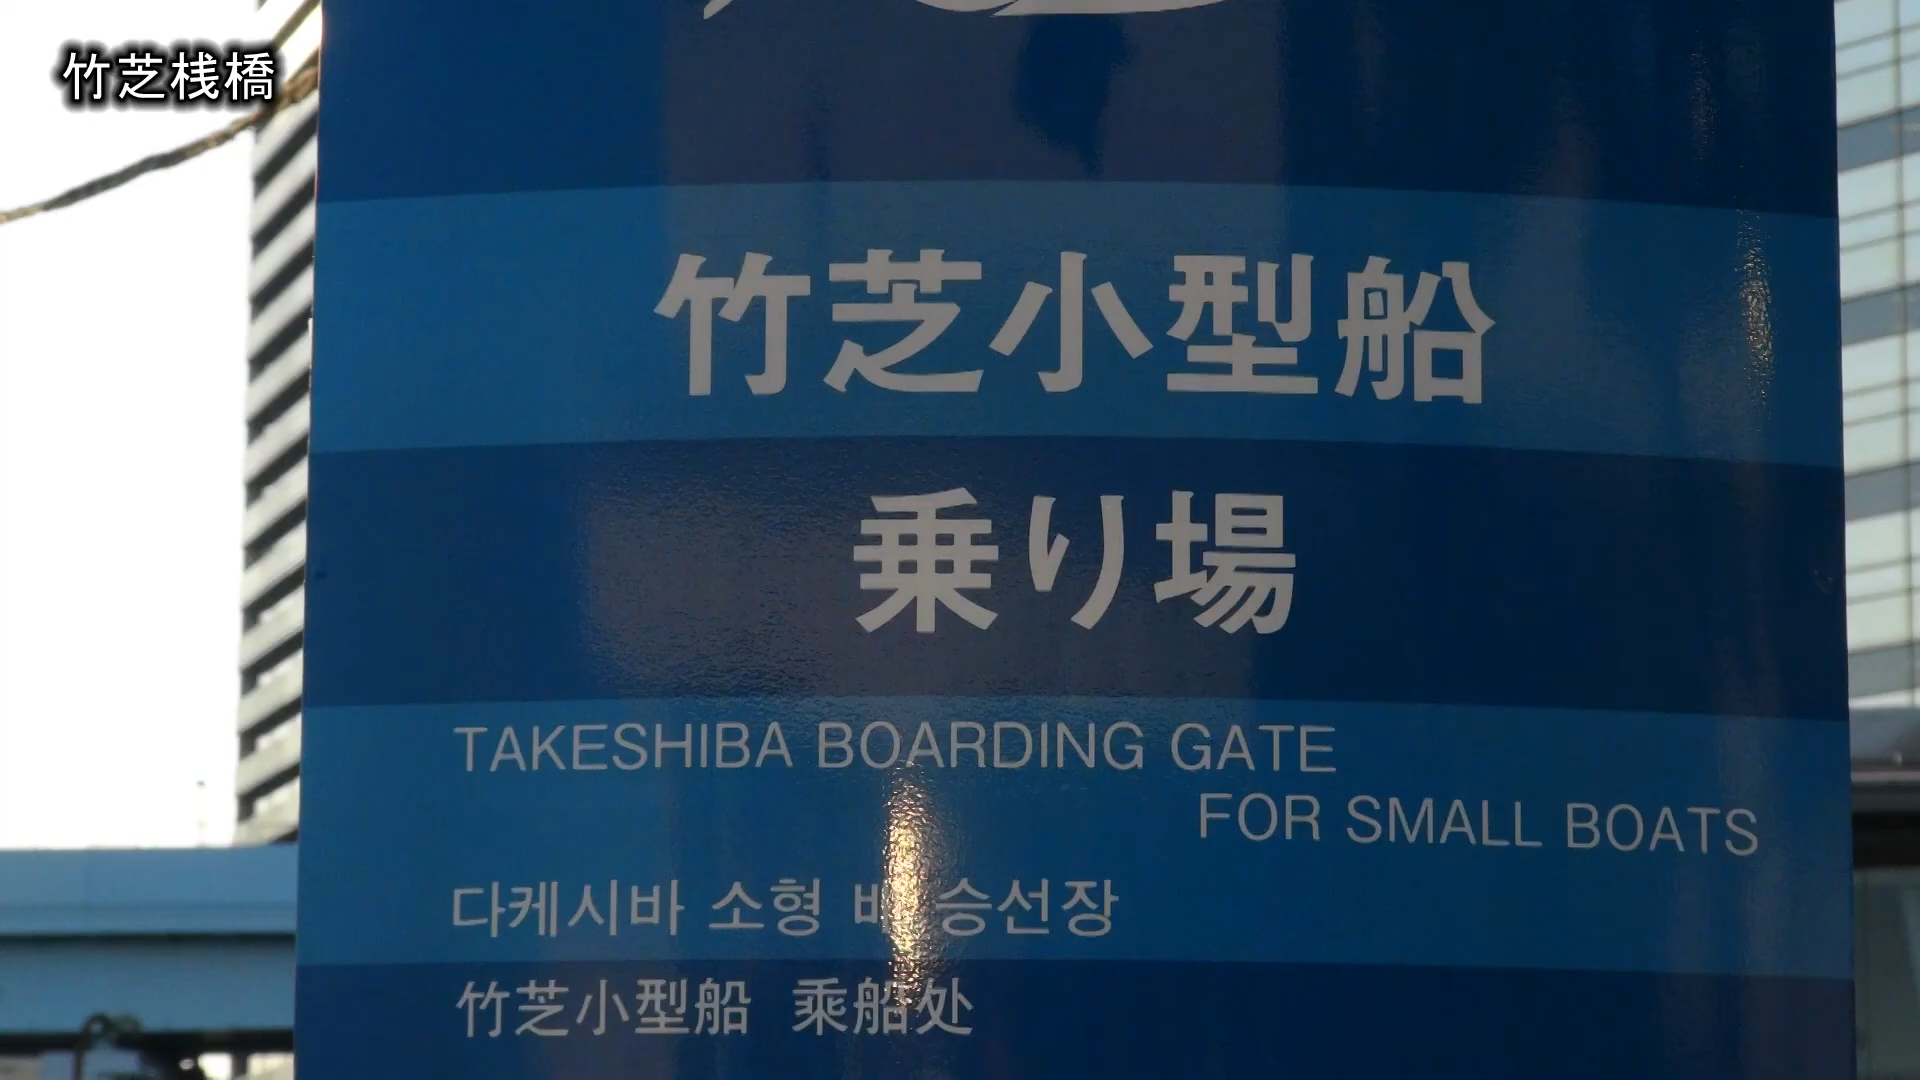 竹芝桟橋
竹芝小型船
乗り場
TAKESHIBA BOARDING GATE
FOR SMALL BOATS
다케시바 소형 승선장
竹芝小型船 乘船处